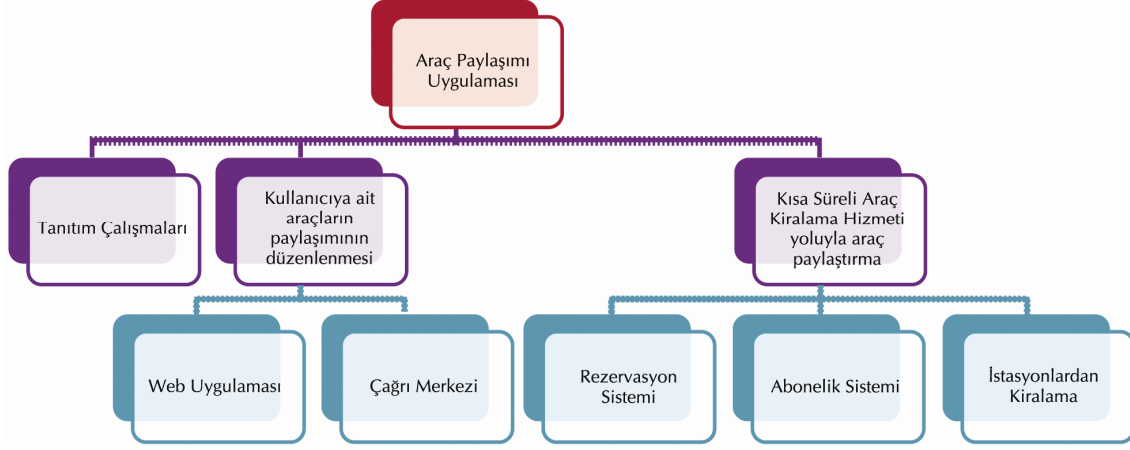 Araç Paylaşımı
Uygulaması
Tanıtım Çalışmaları
Kullanıcıya ait
araçların
paylaşımının
düzenlenmesi
Kısa Süreli Araç
Kiralama Hizmeti
yoluyla araç
paylaştırma
Web Uygulaması
Çağrı Merkezi
Rezervasyon
Sistemi
Abonelik Sistemi
İstasyonlardan
Kiralama